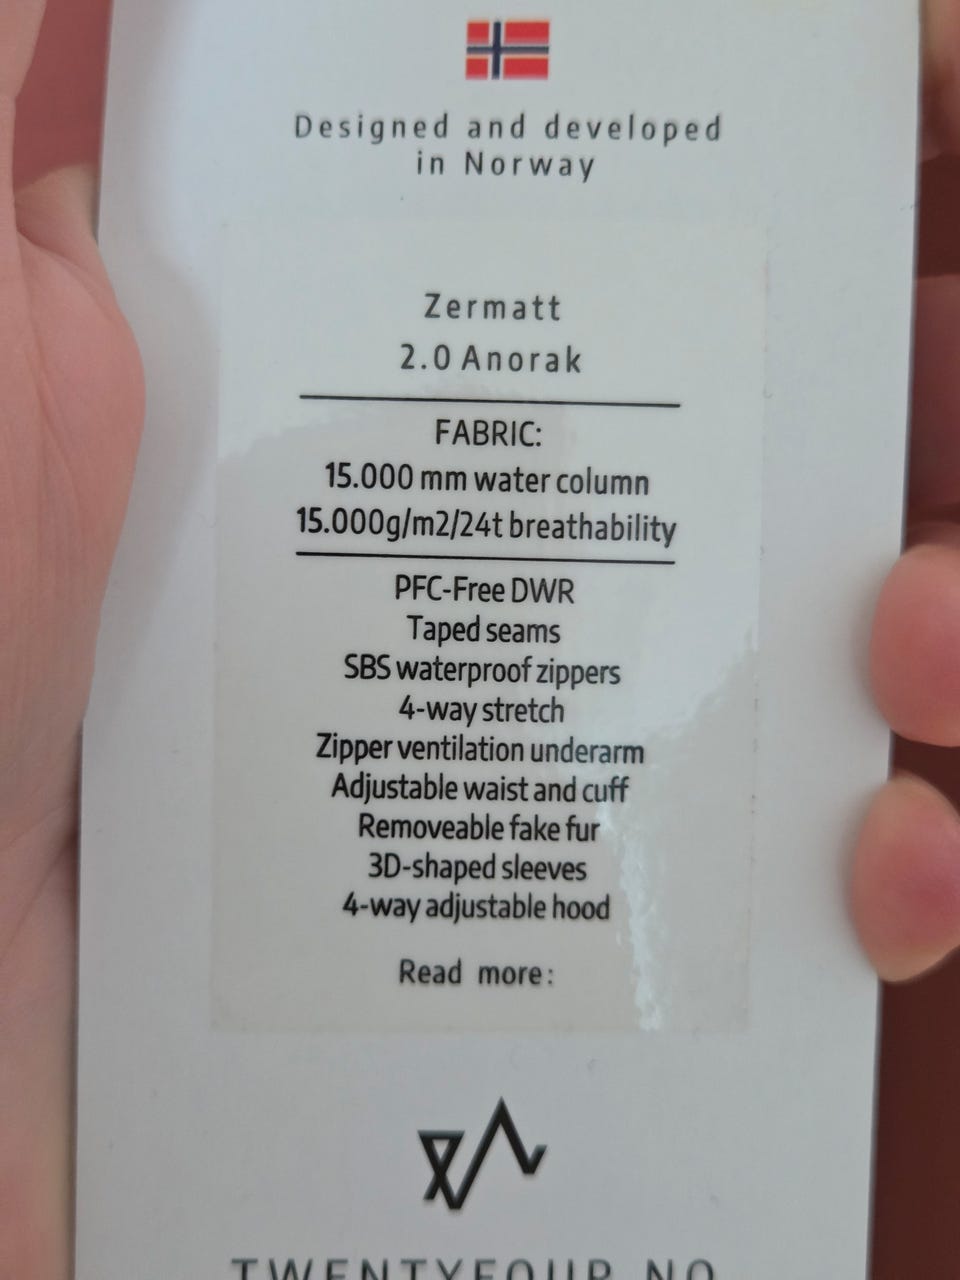 Designed and developed
in Norway
Zermatt
2.0 Anorak
FABRIC:
15.000 mm water column
15.000g/m2/24t breathability
PFC-Free DWR
Taped seams
SBS waterproof zippers
4-way stretch
Zipper ventilation underarm
Adjustable waist and cuff
Removeable fake fur
3D-shaped sleeves
4-way adjustable hood
Read more:
TWENTYFOUR.NO